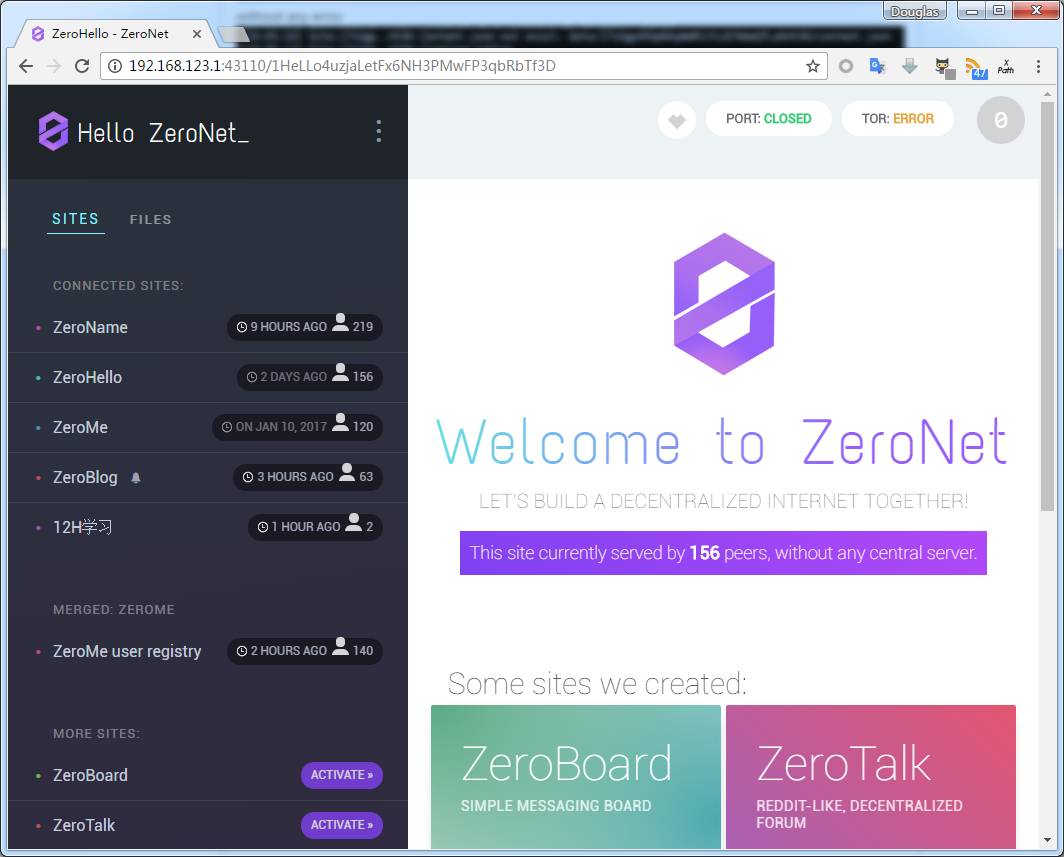 without any error
Douglas
ZeroHello - ZeroNet
192.168.123.1:43110/1HeLLo4uzjaLetFx6NH3PMwFP3qbRbTf3D
47
X
Path
Hello ZeroNet_
PORT: CLOSED
TOR: ERROR
0
SITES
FILES
CONNECTED SITES:
ZeroName
9 HOURS AGO 219
ZeroHello
2 DAYS AGO 156
ZeroMe
ON JAN 10, 2017 120
ZeroBlog
3 HOURS AGO 63
12H学习
1 HOUR AGO 2
MERGED: ZEROME
ZeroMe user registry
2 HOURS AGO 140
MORE SITES:
ZeroBoard
ACTIVATE »
ZeroTalk
ACTIVATE »
Welcome to ZeroNet
LET'S BUILD A DECENTRALIZED INTERNET TOGETHER!
This site currently served by 156 peers, without any central server.
Some sites we created:
ZeroBoard
SIMPLE MESSAGING BOARD
ZeroTalk
REDDIT-LIKE, DECENTRALIZED
FORUM